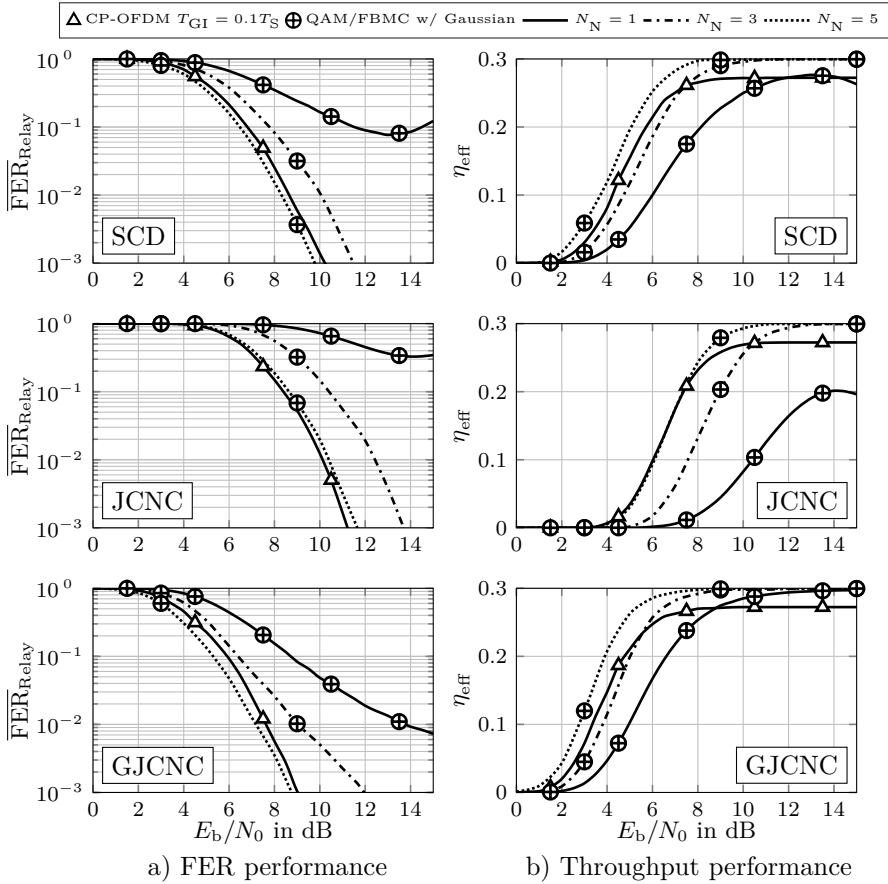 CP-OFDM T_GI = 0.1T_S QAM/FBMC w/ Gaussian N_N = 1 N_N = 3 N_N = 5
10^0
10^−1
10^−2
10^−3
FER_Relay
SCD
0 2 4 6 8 10 12 14
0.3
0.2
0.1
0
η_eff
SCD
0 2 4 6 8 10 12 14
10^0
10^−1
10^−2
10^−3
FER_Relay
JCNC
0 2 4 6 8 10 12 14
0.3
0.2
0.1
0
η_eff
JCNC
0 2 4 6 8 10 12 14
10^0
10^−1
10^−2
10^−3
FER_Relay
GJCNC
0 2 4 6 8 10 12 14
E_b/N_0 in dB
a) FER performance
0.3
0.2
0.1
0
η_eff
GJCNC
0 2 4 6 8 10 12 14
E_b/N_0 in dB
b) Throughput performance